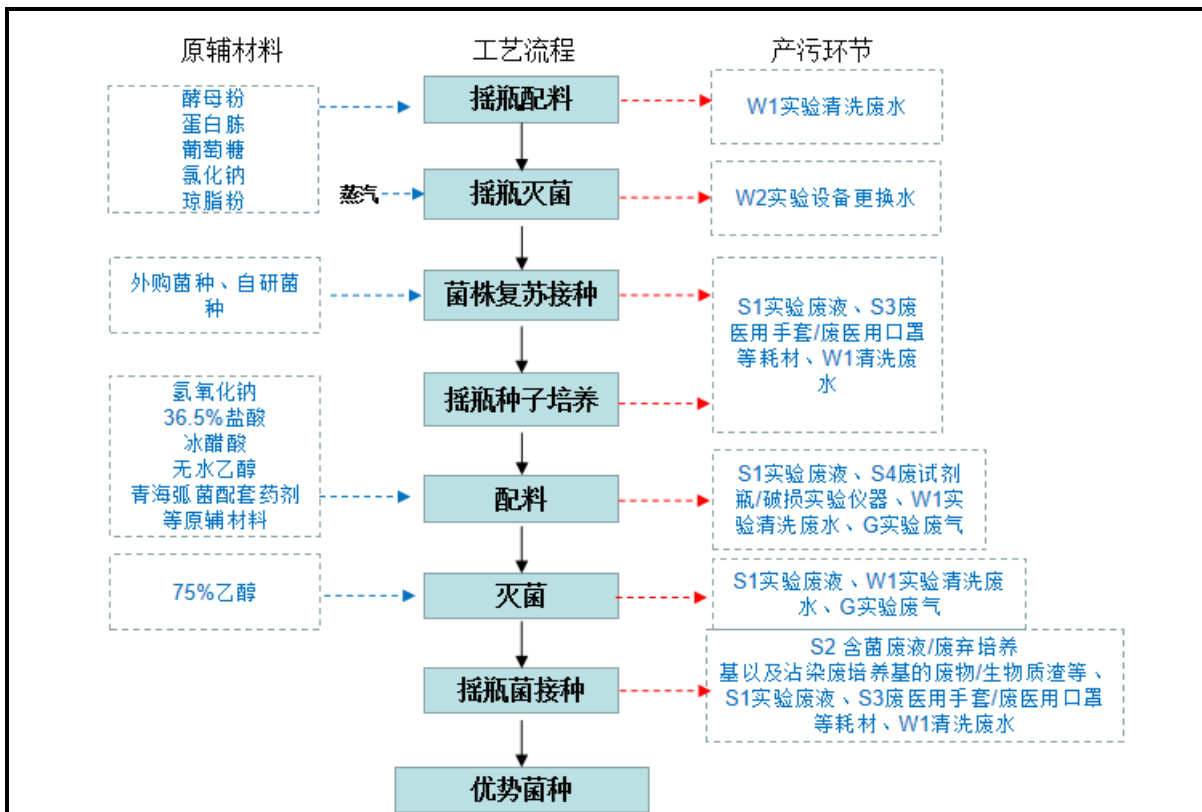 原辅材料
工艺流程
产污环节
酵母粉
蛋白胨
葡萄糖
氯化钠
琼脂粉
摇瓶配料
W1实验清洗废水
蒸汽
摇瓶灭菌
W2实验设备更换水
外购菌种、自研菌
种
菌株复苏接种
S1实验废液、S3废
医用手套/废医用口罩
等耗材、W1清洗废
水
摇瓶种子培养
氢氧化钠
36.5%盐酸
冰醋酸
无水乙醇
青海弧菌配套药剂
等原辅材料
配料
S1实验废液、S4废试剂
瓶/破损实验仪器、W1实
验清洗废水、G实验废气
75%乙醇
灭菌
S1实验废液、W1实验清洗废
水、G实验废气
摇瓶菌接种
S2 含菌废液/废弃培养
基以及沾染废培养基的废物/生物质渣等、
S1实验废液、S3废医用手套/废医用口罩
等耗材、W1清洗废水
优势菌种